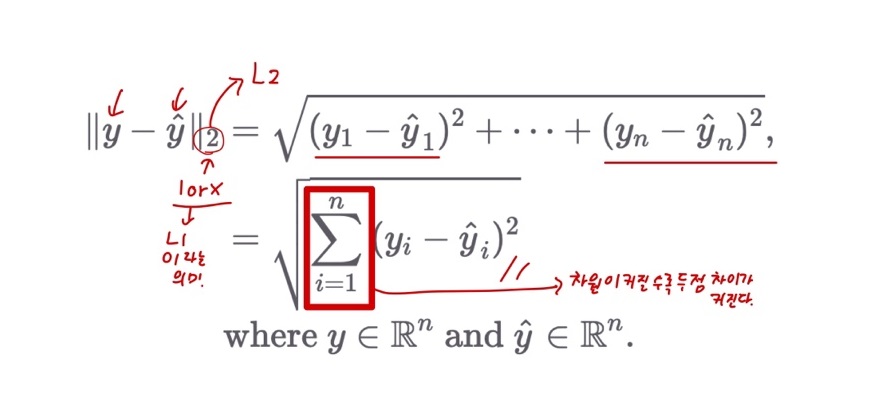 L2
‖y − ŷ‖₂ = √((y₁ − ŷ₁)² + ⋯ + (yₙ − ŷₙ)²),
1 or X
L1
이라는
의미.
= √(∑ⁿᵢ₌₁(yᵢ − ŷᵢ)²)
차원이 커질수록 두 점 차이가
커진다.
where y ∈ ℝⁿ and ŷ ∈ ℝⁿ.